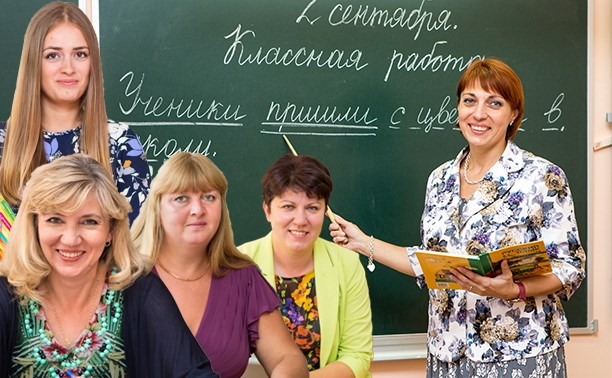 2 сентября.
Классная работа
Ученики пришли с в